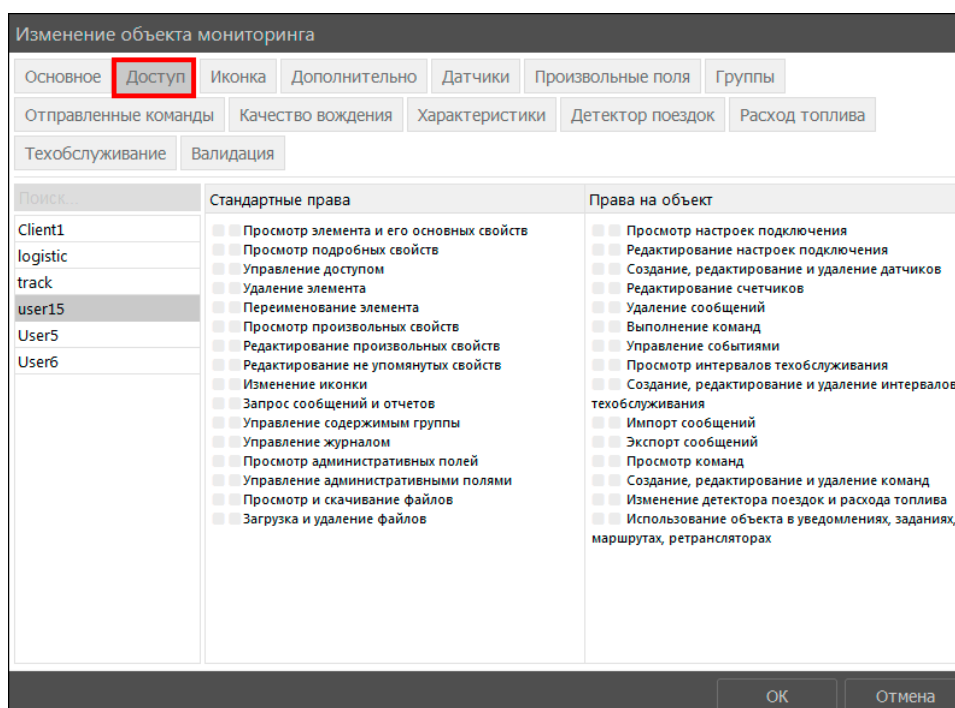 Изменение объекта мониторинга
Основное Доступ Иконка Дополнительно Датчики Произвольные поля Группы
Отправленные команды Качество вождения Характеристики Детектор поездок Расход топлива
Техобслуживание Валидация
Поиск...
Client1
logistic
track
user15
User5
User6
Стандартные права
Просмотр элемента и его основных свойств
Просмотр подробных свойств
Управление доступом
Удаление элемента
Переименование элемента
Просмотр произвольных свойств
Редактирование произвольных свойств
Редактирование не упомянутых свойств
Изменение иконки
Запрос сообщений и отчетов
Управление содержимым группы
Управление журналом
Просмотр административных полей
Управление административными полями
Просмотр и скачивание файлов
Загрузка и удаление файлов
Права на объект
Просмотр настроек подключения
Редактирование настроек подключения
Создание, редактирование и удаление датчиков
Редактирование счетчиков
Удаление сообщений
Выполнение команд
Управление событиями
Просмотр интервалов техобслуживания
Создание, редактирование и удаление интервалов
техобслуживания
Импорт сообщений
Экспорт сообщений
Просмотр команд
Создание, редактирование и удаление команд
Изменение детектора поездок и расхода топлива
Использование объекта в уведомлениях, заданиях,
маршрутах, ретрансляторах
OK Отмена